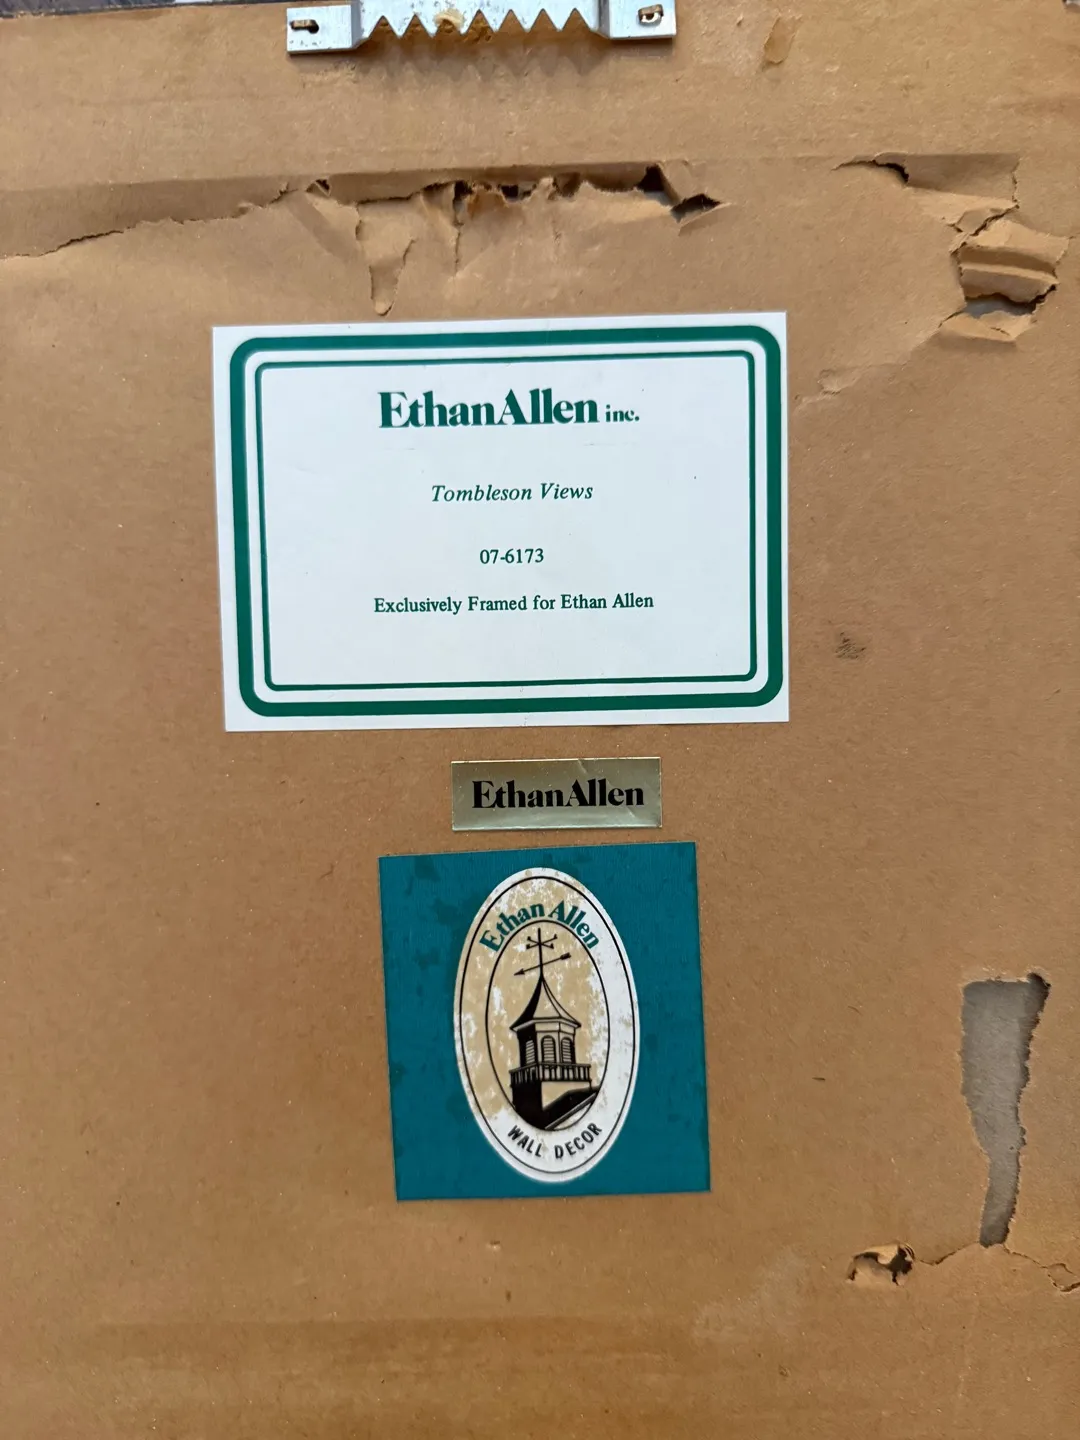 EthanAllen inc.
Tombleson Views
07-6173
Exclusively Framed for Ethan Allen
EthanAllen
Ethan Allen
WALL DECOR